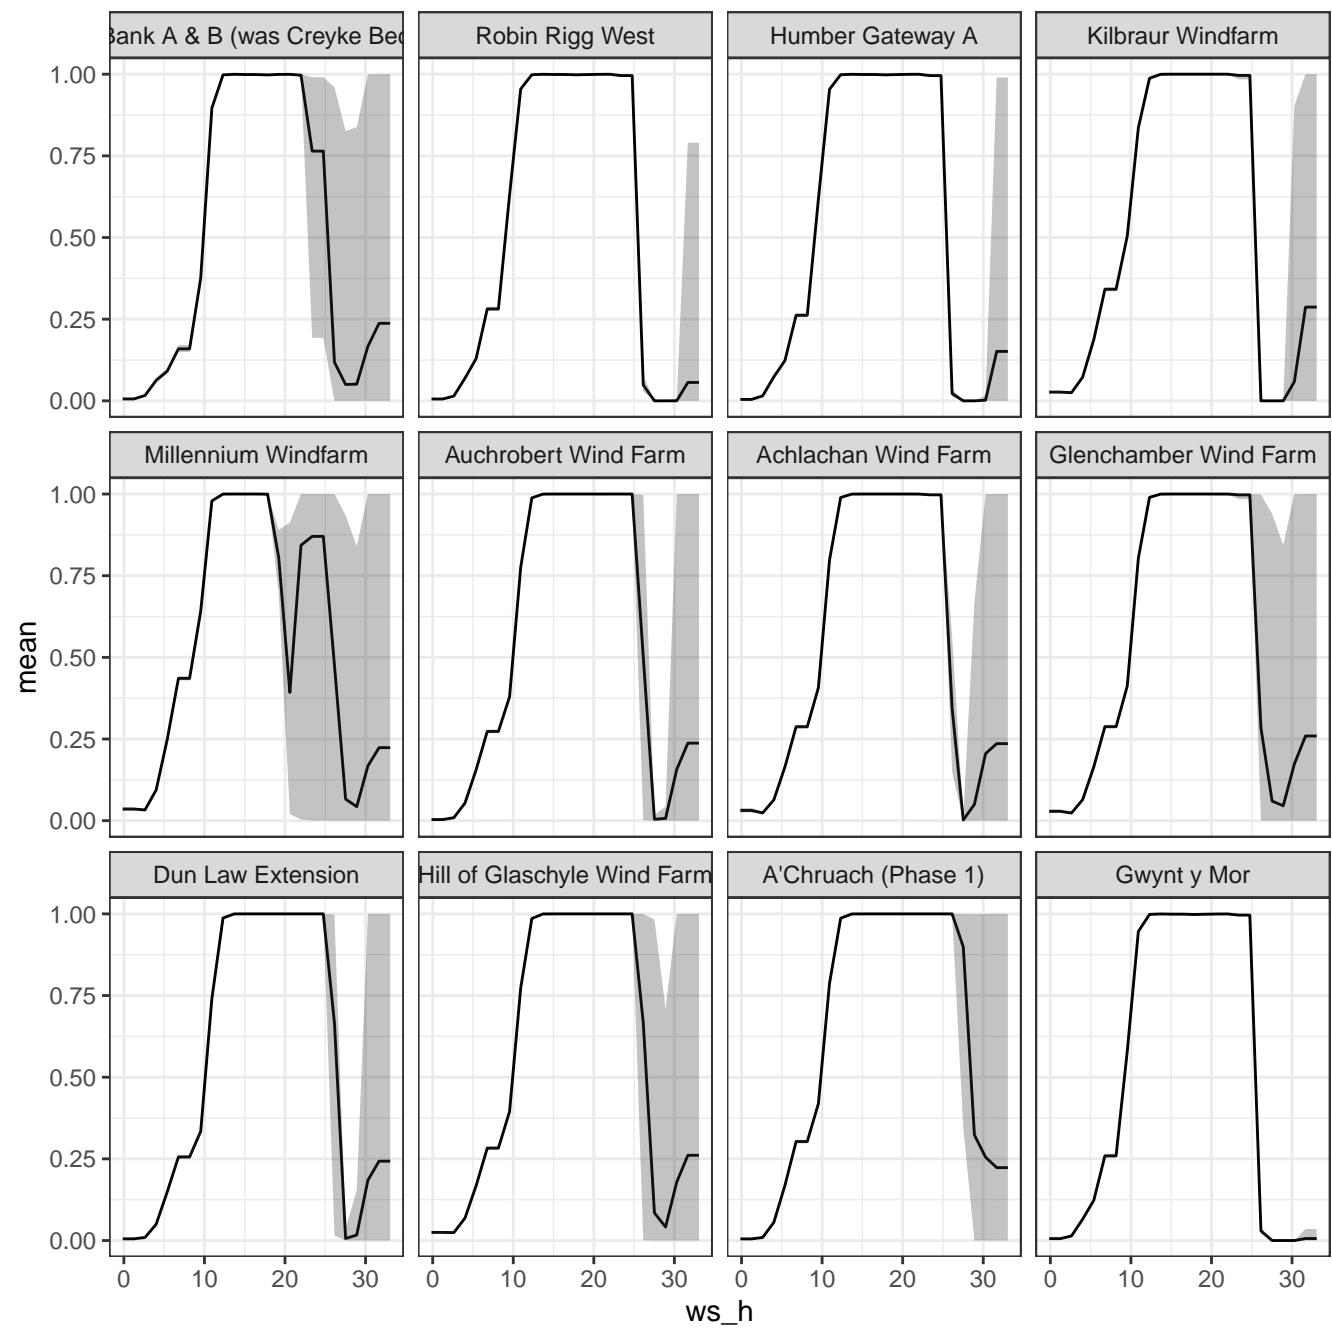 Bank A & B (was Creyke Bec
Robin Rigg West
Humber Gateway A
Kilbraur Windfarm
1.00
0.75
0.50
0.25
0.00
Millennium Windfarm
Auchrobert Wind Farm
Achlachan Wind Farm
Glenchamber Wind Farm
1.00
0.75
0.50
0.25
0.00
mean
Dun Law Extension
Hill of Glaschyle Wind Farm
A'Chruach (Phase 1)
Gwynt y Mor
1.00
0.75
0.50
0.25
0.00
0 10 20 30
0 10 20 30
0 10 20 30
0 10 20 30
ws_h